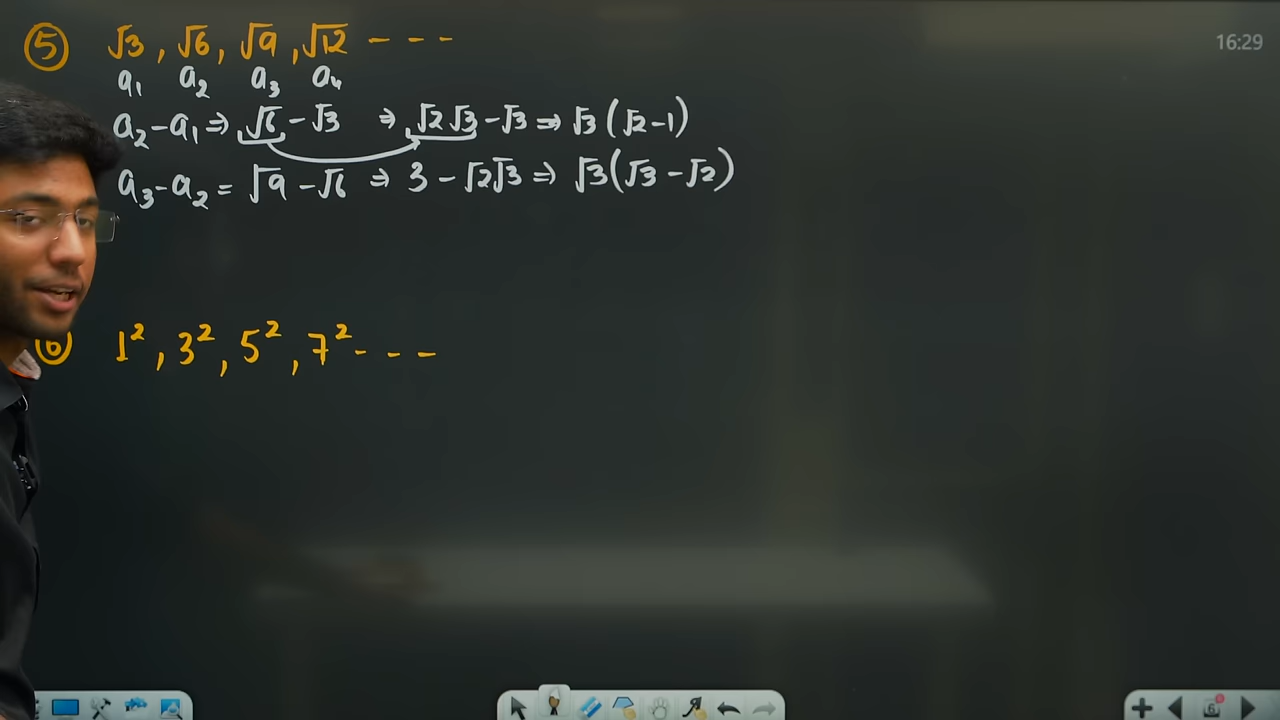 ⑤ √3 , √6 , √9 , √12 - - -
a₁ a₂ a₃ a₄
a₂-a₁ ⇒ √6 - √3 ⇒ √2 √3 - √3 ⇒ √3 (√2 - 1)
a₃-a₂ = √9 - √6 ⇒ 3 - √2√3 ⇒ √3 (√3 - √2)
⑥ 1² , 3² , 5² , 7² - - -
16:29
6